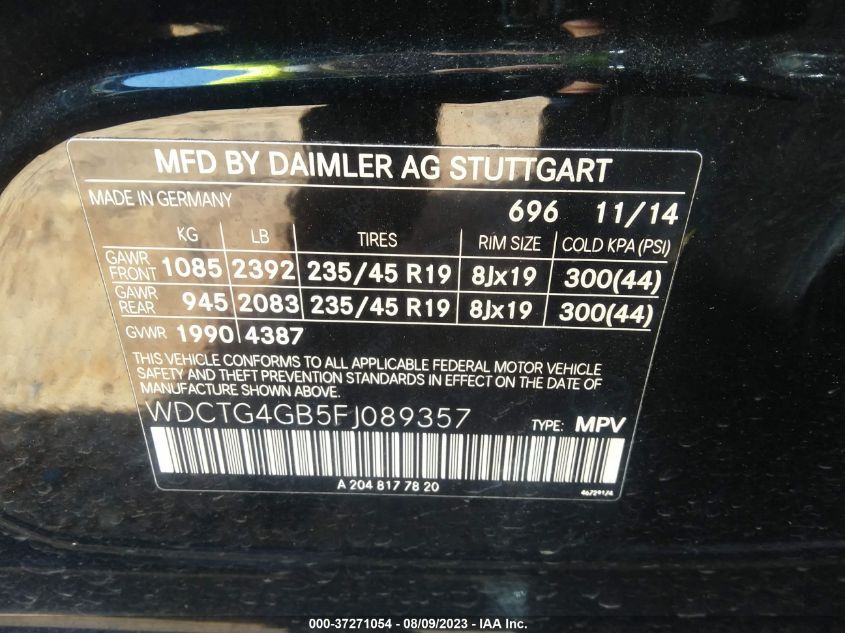 MFD BY DAIMLER AG STUTTGART
MADE IN GERMANY 696 11/14
KG LB TIRES RIM SIZE COLD KPA (PSI)
GAWR FRONT 1085 2392 235/45 R19 8Jx19 300(44)
GAWR REAR 945 2083 235/45 R19 8Jx19 300(44)
GVWR 1990 4387
THIS VEHICLE CONFORMS TO ALL APPLICABLE FEDERAL MOTOR VEHICLE
SAFETY AND THEFT PREVENTION STANDARDS IN EFFECT ON THE DATE OF
MANUFACTURE SHOWN ABOVE.
WDCTG4GB5FJ089357 TYPE: MPV
A 204 817 78 20 46729174
000-37271054 - 08/09/2023 - IAA Inc.